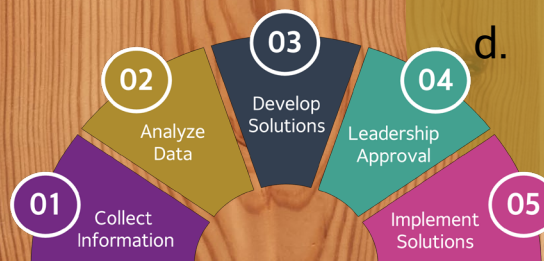 01
Collect
Information
02
Analyze
Data
03
Develop
Solutions
04
Leadership
Approval
05
Implement
Solutions
d.